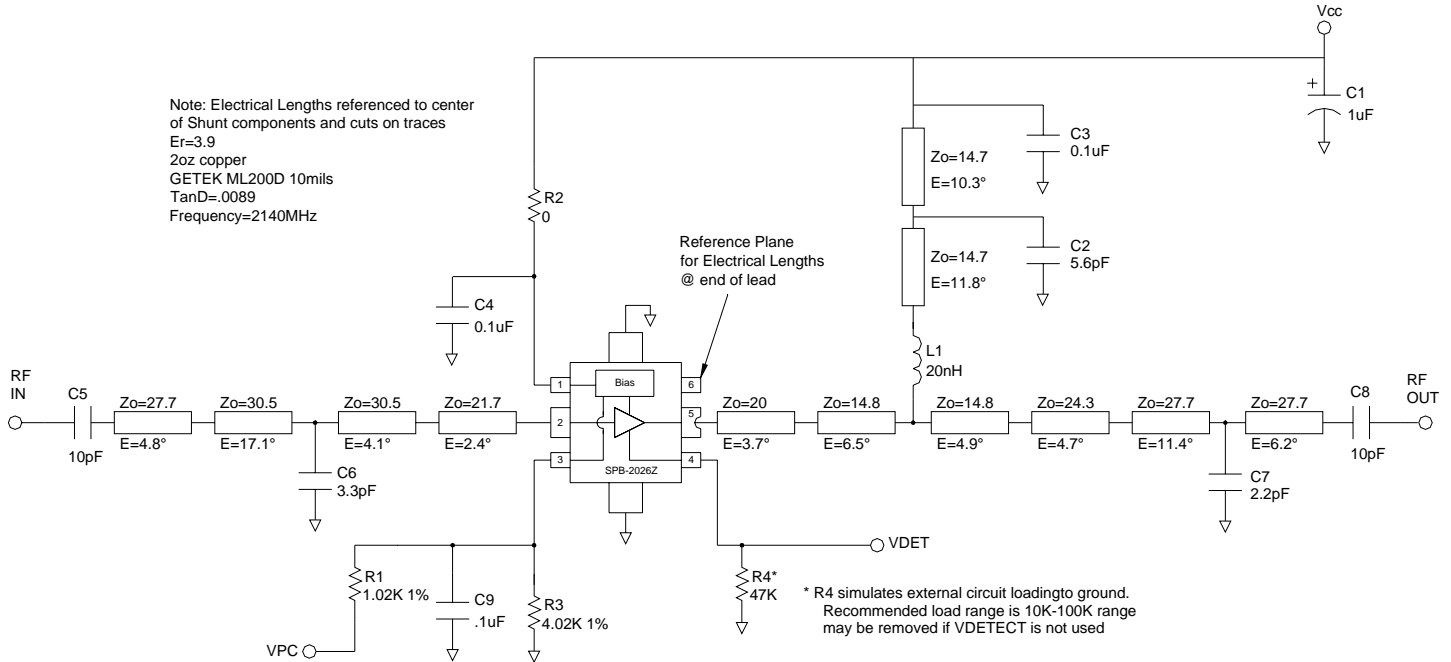 Vcc
+
C1
1uF
Note: Electrical Lengths referenced to center
of Shunt components and cuts on traces
Er=3.9
2oz copper
GETEK ML200D 10mils
TanD=.0089
Frequency=2140MHz
C3
0.1uF
Zo=14.7
E=10.3°
R2
0
Reference Plane
for Electrical Lengths
@ end of lead
C2
5.6pF
Zo=14.7
E=11.8°
C4
0.1uF
L1
20nH
RF
IN
C5
10pF
Zo=27.7
E=4.8°
Zo=30.5
E=17.1°
C6
3.3pF
Zo=30.5
E=4.1°
Zo=21.7
E=2.4°
1
2
3
Bias
SPB-2026Z
6
5
4
Zo=20
E=3.7°
Zo=14.8
E=6.5°
Zo=14.8
E=4.9°
Zo=24.3
E=4.7°
Zo=27.7
E=11.4°
C7
2.2pF
Zo=27.7
E=6.2°
C8
10pF
RF
OUT
VDET
R1
1.02K 1%
C9
.1uF
R3
4.02K 1%
VPC
R4*
47K
* R4 simulates external circuit loadingto ground.
Recommended load range is 10K-100K range
may be removed if VDETECT is not used